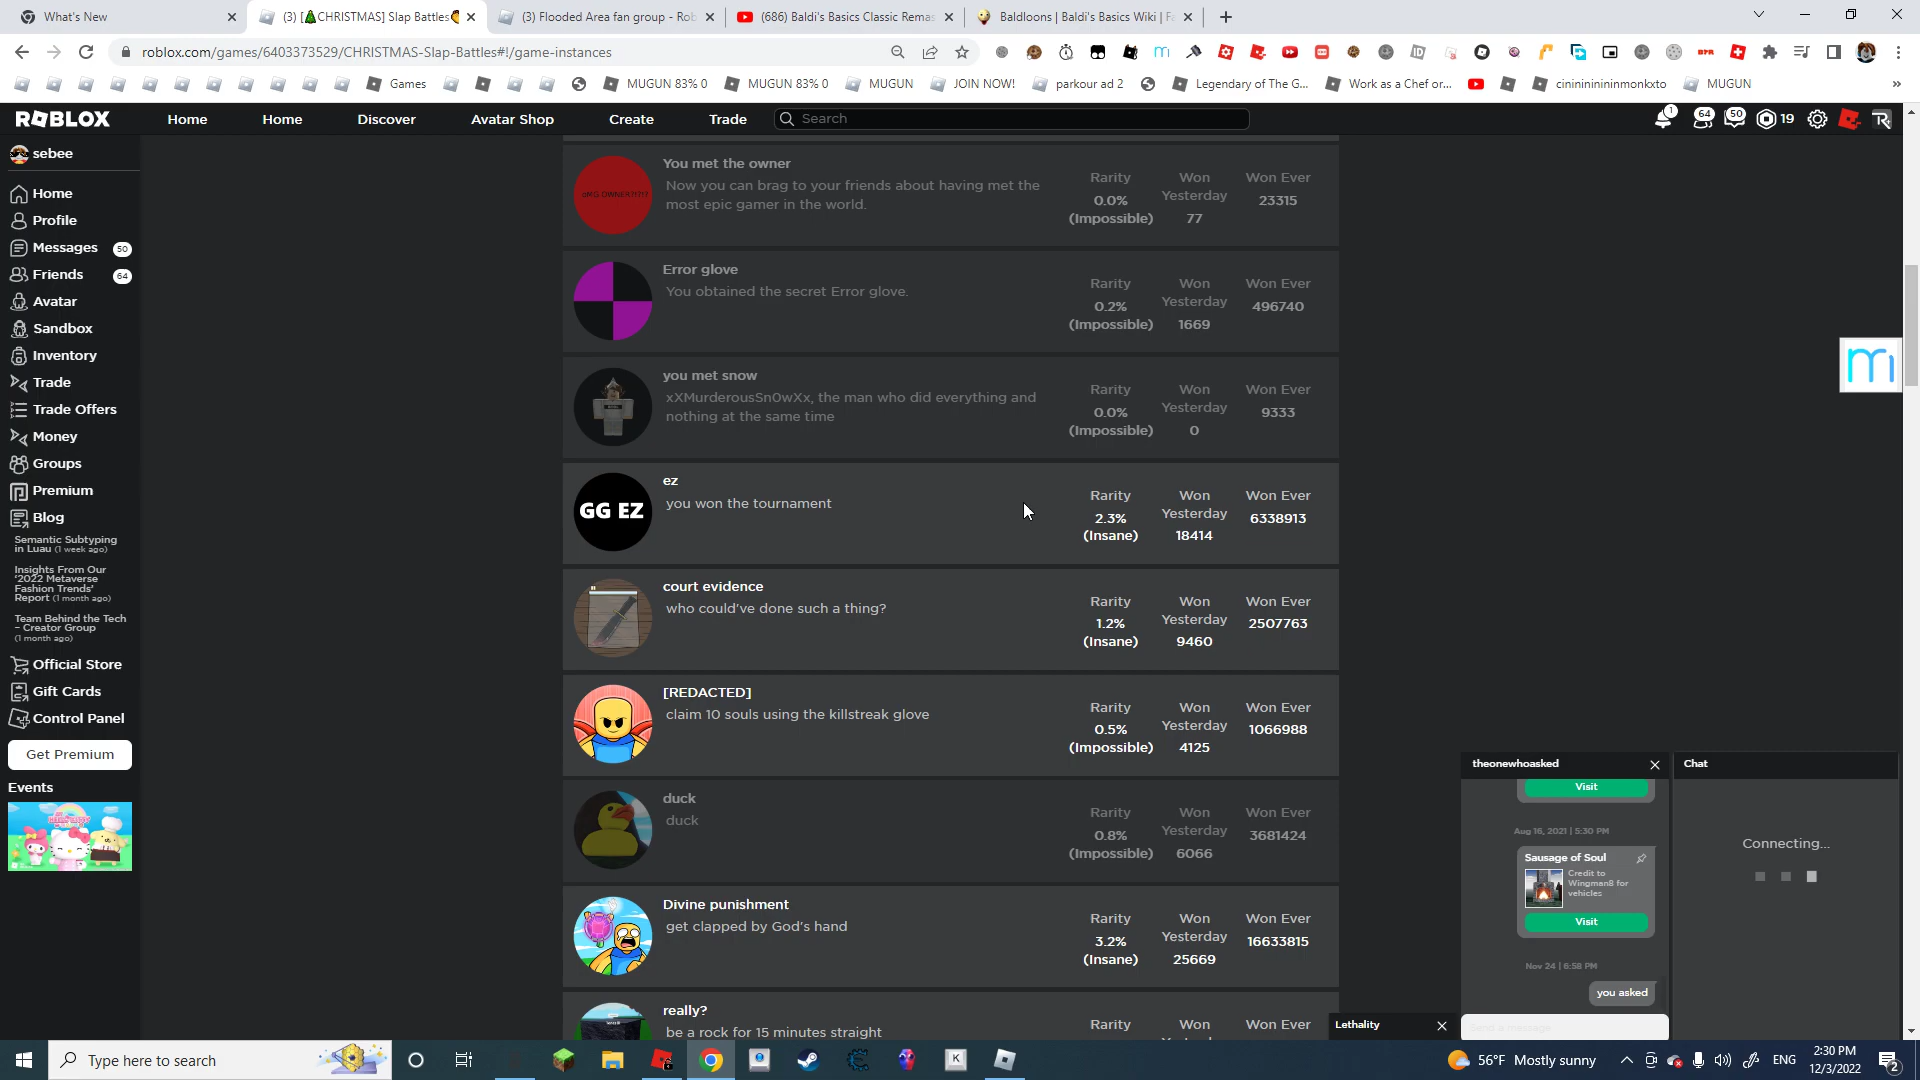 What's New
(3) [🎄CHRISTMAS] Slap Battles
(3) Flooded Area fan group - Rob
(686) Baldi's Basics Classic Remas
Baldloons | Baldi's Basics Wiki | Fa
roblox.com/games/6403373529/CHRISTMAS-Slap-Battles#!/game-instances
Games
MUGUN 83% 0
MUGUN 83% 0
MUGUN
JOIN NOW!
parkour ad 2
Legendary of The G...
Work as a Chef or...
cininininininmonkxto
MUGUN
ROBLOX
Home
Home
Discover
Avatar Shop
Create
Trade
Search
1
64
50
19
sebee
Home
Profile
Messages 50
Friends 64
Avatar
Sandbox
Inventory
Trade
Trade Offers
Money
Groups
Premium
Blog
Semantic Subtyping
in Luau (1 week ago)
Insights From Our
'2022 Metaverse
Fashion Trends'
Report (1 month ago)
Team Behind the Tech
– Creator Group
(1 month ago)
Official Store
Gift Cards
Control Panel
Get Premium
Events
You met the owner
Now you can brag to your friends about having met the
most epic gamer in the world.
oMG DINNER?!?!?
Rarity
0.0%
(Impossible)
Won
Yesterday
77
Won Ever
23315
Error glove
You obtained the secret Error glove.
Rarity
0.2%
(Impossible)
Won
Yesterday
1669
Won Ever
496740
you met snow
xXMurderousSn0wXx, the man who did everything and
nothing at the same time
Rarity
0.0%
(Impossible)
Won
Yesterday
0
Won Ever
9333
ez
you won the tournament
GG EZ
Rarity
2.3%
(Insane)
Won
Yesterday
18414
Won Ever
6338913
court evidence
who could've done such a thing?
Rarity
1.2%
(Insane)
Won
Yesterday
9460
Won Ever
2507763
[REDACTED]
claim 10 souls using the killstreak glove
Rarity
0.5%
(Impossible)
Won
Yesterday
4125
Won Ever
1066988
duck
duck
Rarity
0.8%
(Impossible)
Won
Yesterday
6066
Won Ever
3681424
Divine punishment
get clapped by God's hand
Rarity
3.2%
(Insane)
Won
Yesterday
25669
Won Ever
16633815
really?
be a rock for 15 minutes straight
Rarity
Won
Won Ever
theonewhoasked
Visit
Aug 16, 2021 | 5:30 PM
Sausage of Soul
Credit to
Wingman8 for
vehicles
Visit
Nov 24 | 6:58 PM
you asked
Send a message
Chat
Connecting...
Lethality
Type here to search
56°F Mostly sunny
ENG
2:30 PM
12/3/2022
2